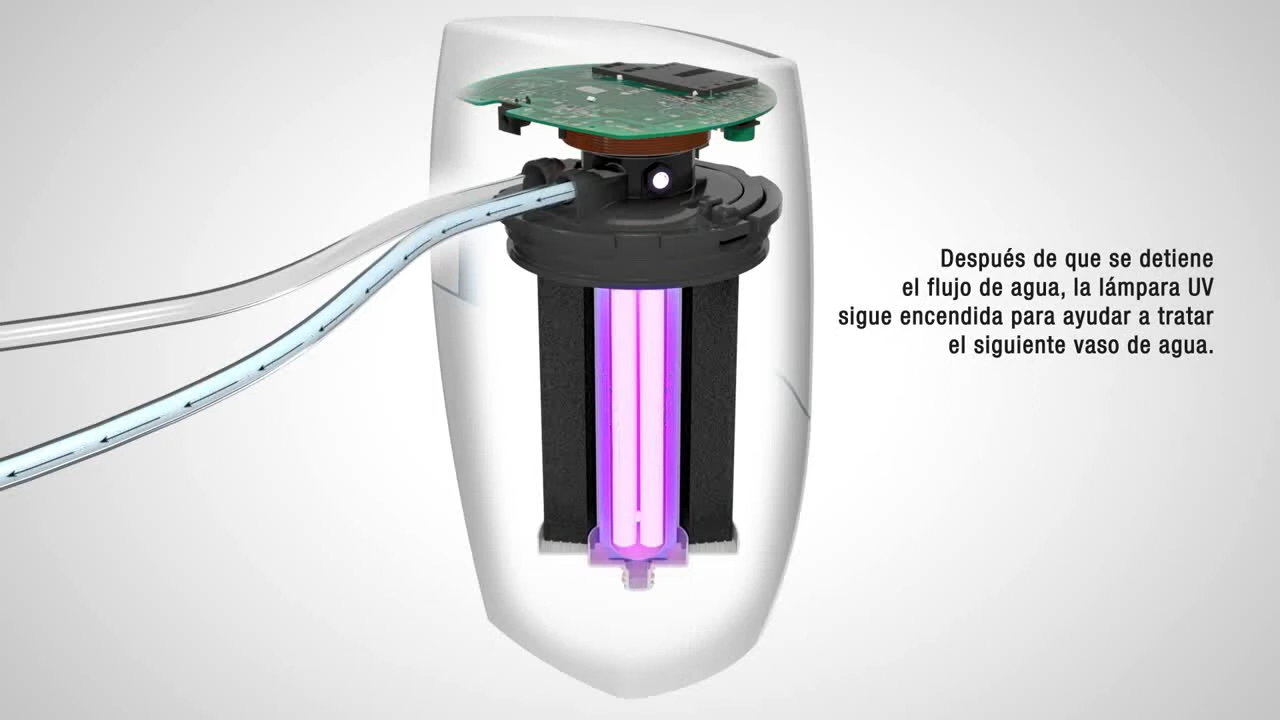 Después de que se detiene
el flujo de agua, la lámpara UV
sigue encendida para ayudar a tratar
el siguiente vaso de agua.